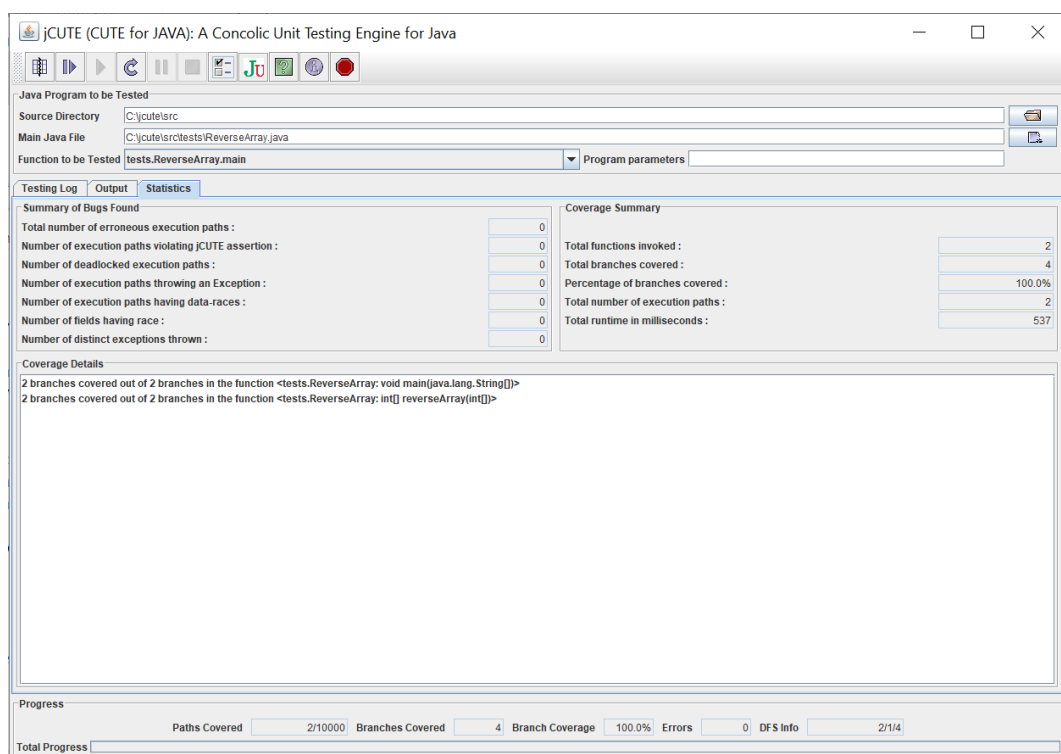 jCUTE (CUTE for JAVA): A Concolic Unit Testing Engine for Java
JU
Java Program to be Tested
Source Directory C:\jcute\src
Main Java File C:\jcute\src\tests\ReverseArray.java
Function to be Tested tests.ReverseArray.main Program parameters
Testing Log Output Statistics
Summary of Bugs Found
Total number of erroneous execution paths : 0
Number of execution paths violating jCUTE assertion : 0
Number of deadlocked execution paths : 0
Number of execution paths throwing an Exception : 0
Number of execution paths having data-races : 0
Number of fields having race : 0
Number of distinct exceptions thrown : 0
Coverage Summary
Total functions invoked : 2
Total branches covered : 4
Percentage of branches covered : 100.0%
Total number of execution paths : 2
Total runtime in milliseconds : 537
Coverage Details
2 branches covered out of 2 branches in the function <tests.ReverseArray: void main(java.lang.String[])>
2 branches covered out of 2 branches in the function <tests.ReverseArray: int[] reverseArray(int[])>
Progress
Paths Covered 2/10000 Branches Covered 4 Branch Coverage 100.0% Errors 0 DFS Info 2/1/4
Total Progress